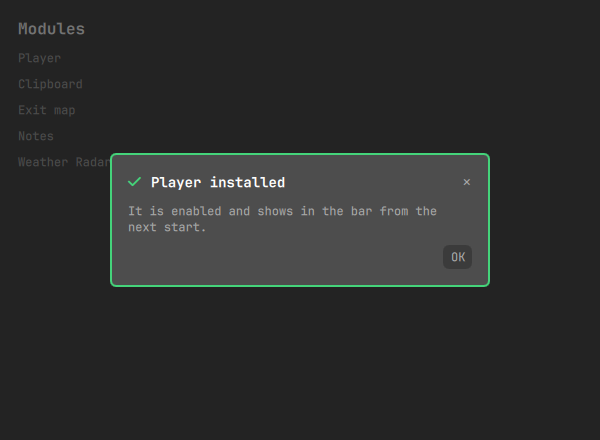 Modules
Player
Clipboard
Exit map
Notes
Weather Radar
Player installed
×
It is enabled and shows in the bar from the
next start.
OK